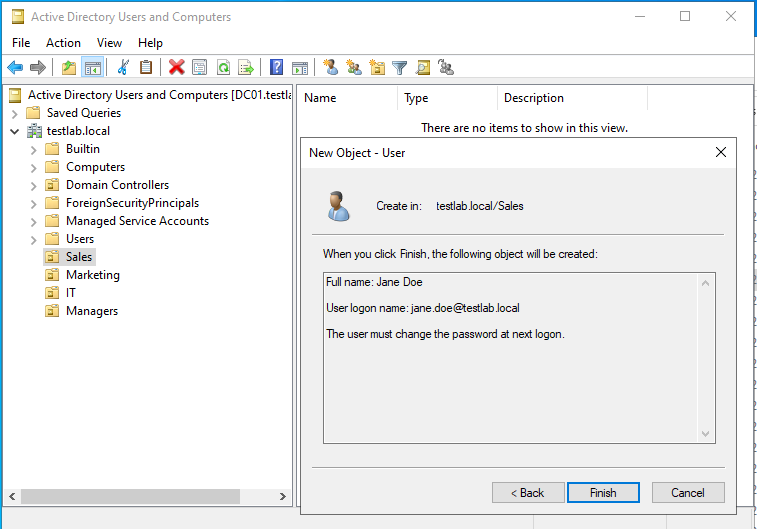 Active Directory Users and Computers
File Action View Help
Active Directory Users and Computers [DC01.testla
Saved Queries
testlab.local
Builtin
Computers
Domain Controllers
ForeignSecurityPrincipals
Managed Service Accounts
Users
Sales
Marketing
IT
Managers
Name Type Description
There are no items to show in this view.
New Object - User
Create in: testlab.local/Sales
When you click Finish, the following object will be created:
Full name: Jane Doe
User logon name: jane.doe@testlab.local
The user must change the password at next logon.
< Back Finish Cancel